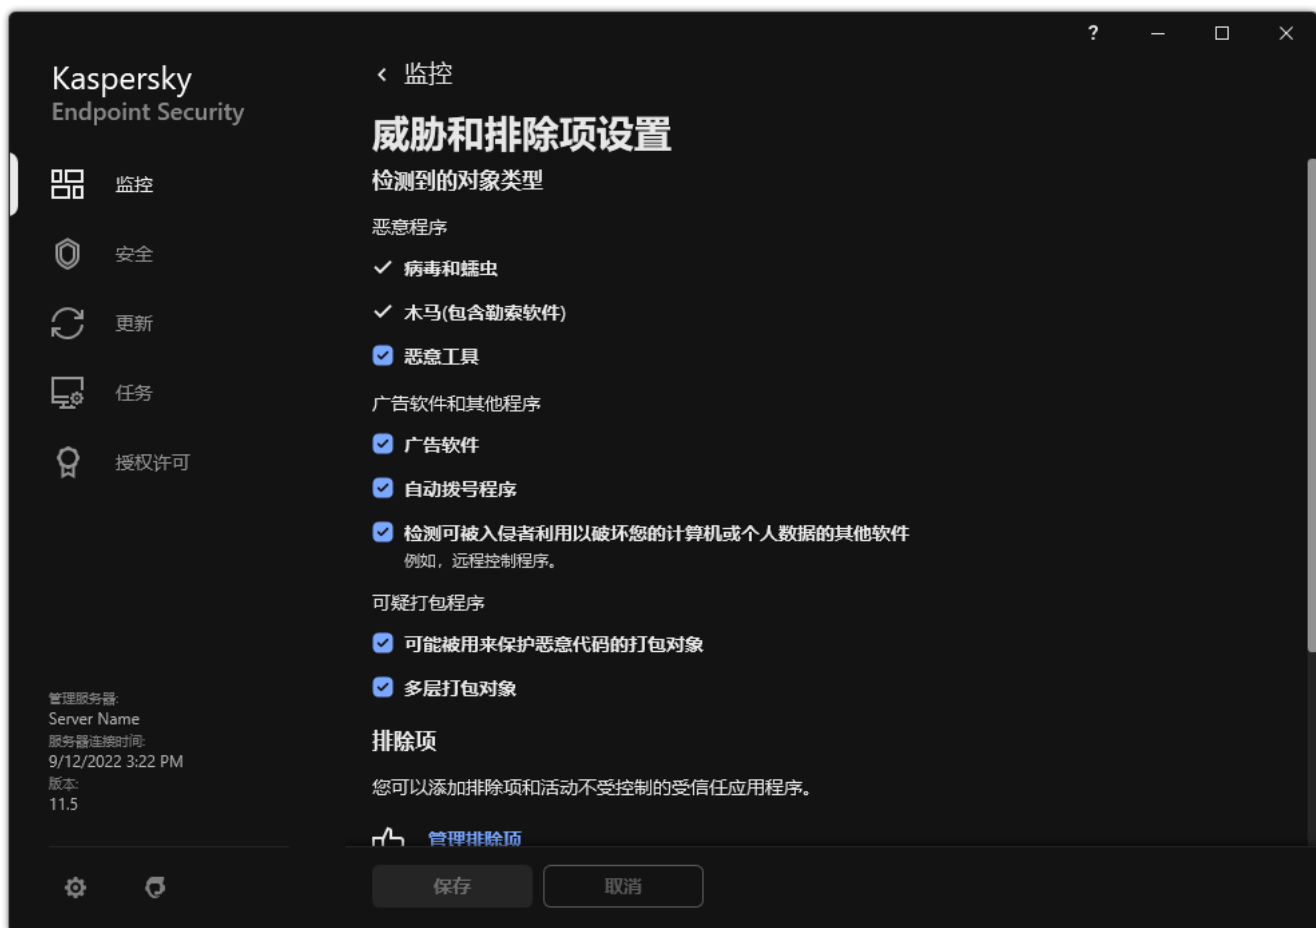 ?
Kaspersky
Endpoint Security
监控
安全
更新
任务
授权许可
管理服务器:
Server Name
服务器连接时间:
9/12/2022 3:22 PM
版本:
11.5
监控
威胁和排除项设置
检测到的对象类型
恶意程序
病毒和蠕虫
木马(包含勒索软件)
恶意工具
广告软件和其他程序
广告软件
自动拨号程序
检测可被入侵者利用以破坏您的计算机或个人数据的其他软件
例如，远程控制程序。
可疑打包程序
可能被用来保护恶意代码的打包对象
多层打包对象
排除项
您可以添加排除项和活动不受控制的受信任应用程序。
管理排除项
保存
取消